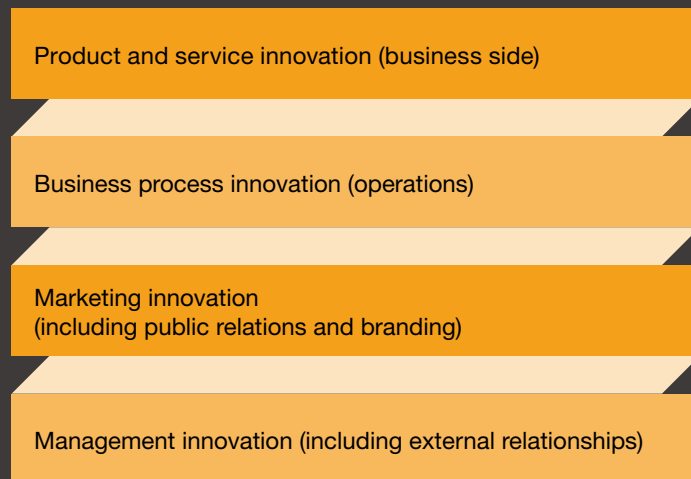 Product and service innovation (business side)
Business process innovation (operations)
Marketing innovation
(including public relations and branding)
Management innovation (including external relationships)